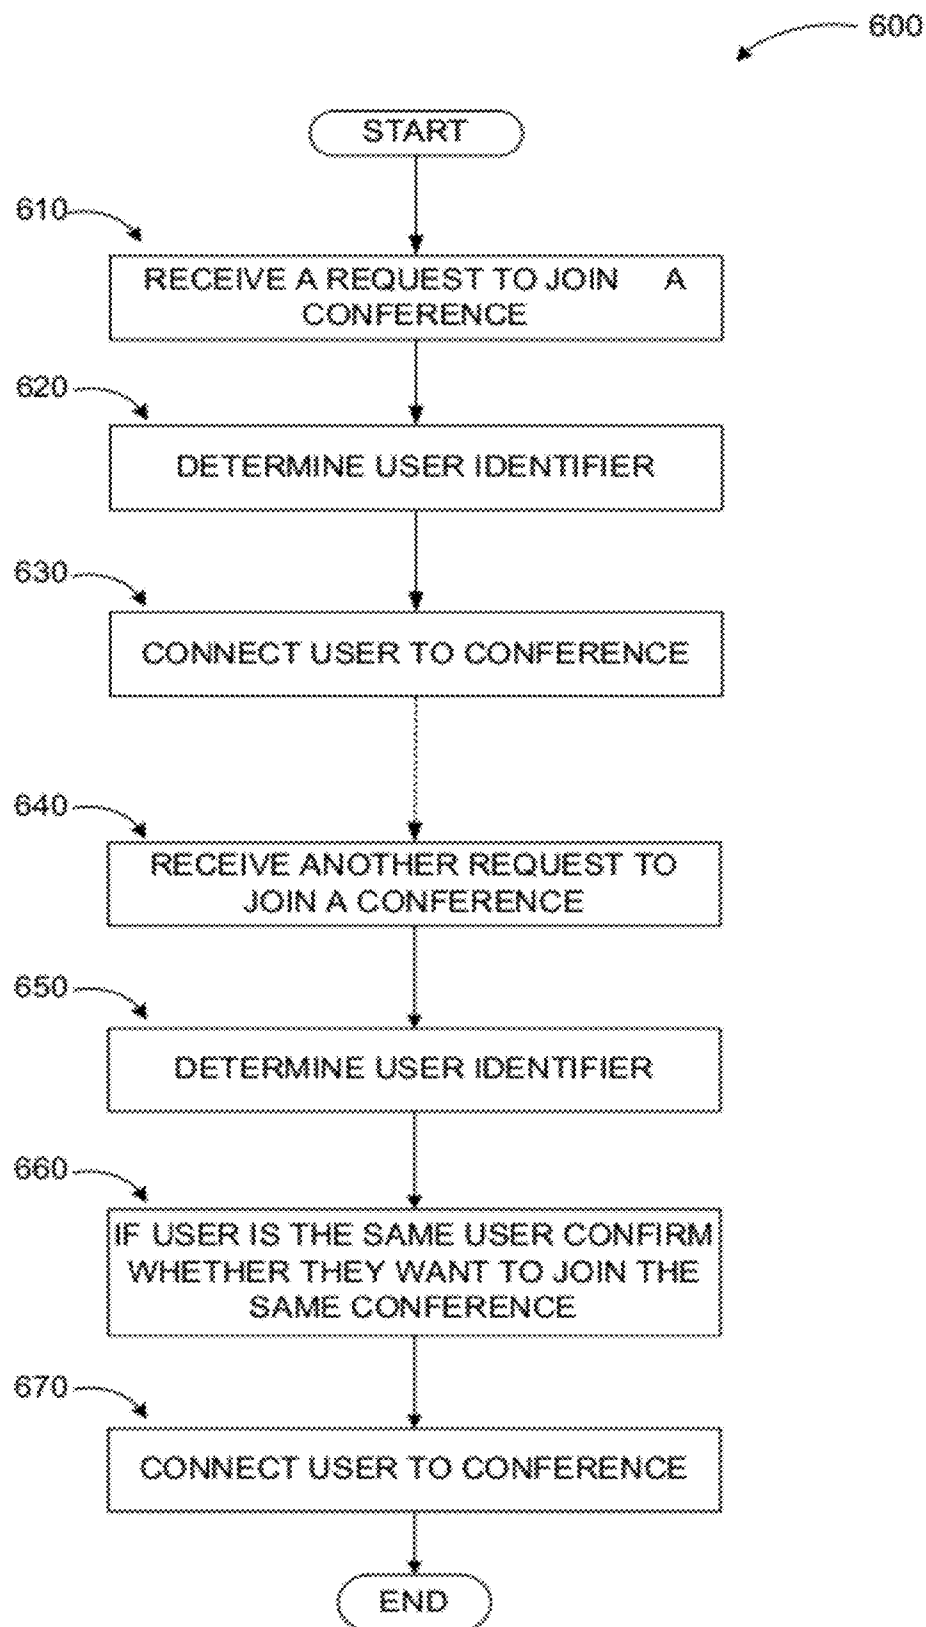 600
START
610
RECEIVE A REQUEST TO JOIN A
CONFERENCE
620
DETERMINE USER IDENTIFIER
630
CONNECT USER TO CONFERENCE
640
RECEIVE ANOTHER REQUEST TO
JOIN A CONFERENCE
650
DETERMINE USER IDENTIFIER
660
IF USER IS THE SAME USER CONFIRM
WHETHER THEY WANT TO JOIN THE
SAME CONFERENCE
670
CONNECT USER TO CONFERENCE
END